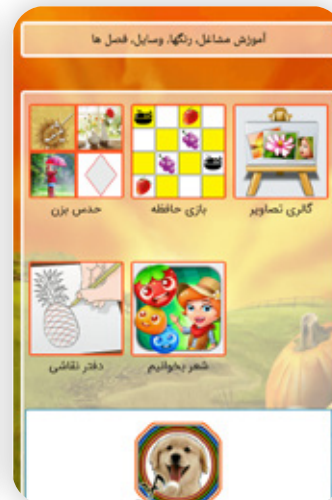 آموزش مشاغل، رنگها، وسایل، فصل ها
گالری تصاویر
بازی حافظه
حدس بزن
شعر بخوانیم
دفتر نقاشی